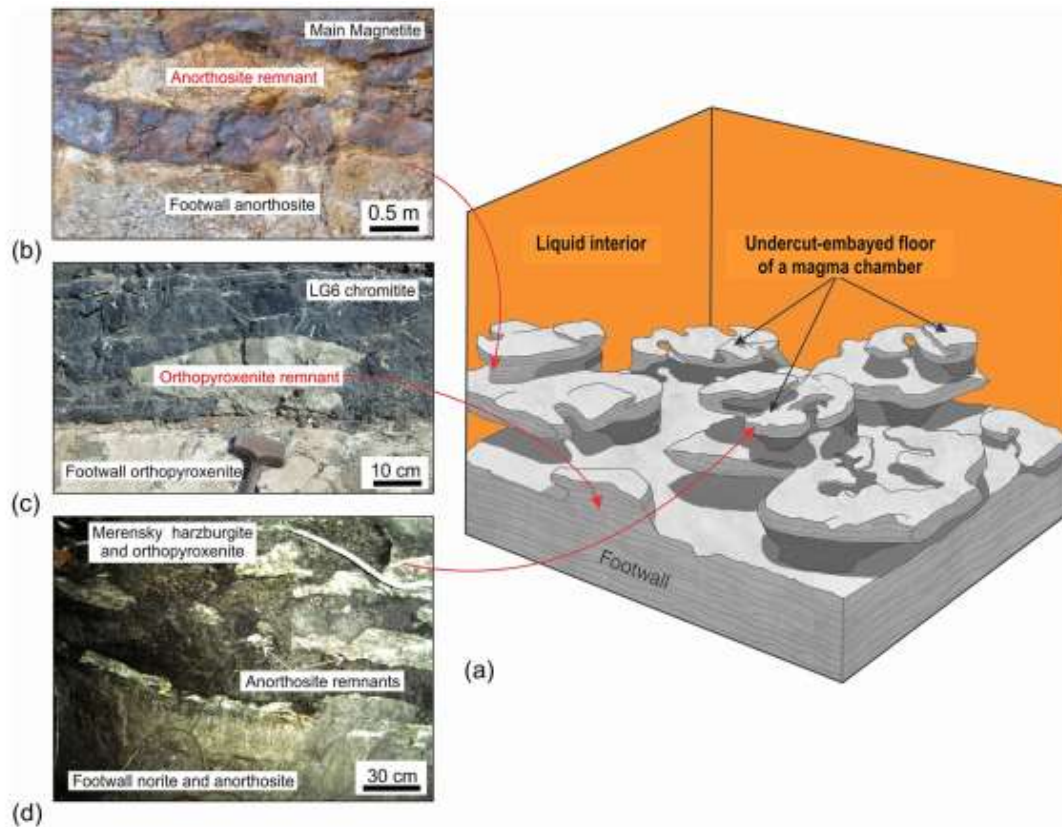 Main Magnetite
Anorthosite remnant
Footwall anorthosite
0.5 m
(b)
LG6 chromitite
Orthopyroxenite remnant
Footwall orthopyroxenite
10 cm
(c)
Merensky harzburgite
and orthopyroxenite
Anorthosite remnants
Footwall norite and anorthosite
30 cm
(d)
Liquid interior
Undercut-embayed floor
of a magma chamber
Footwall
(a)